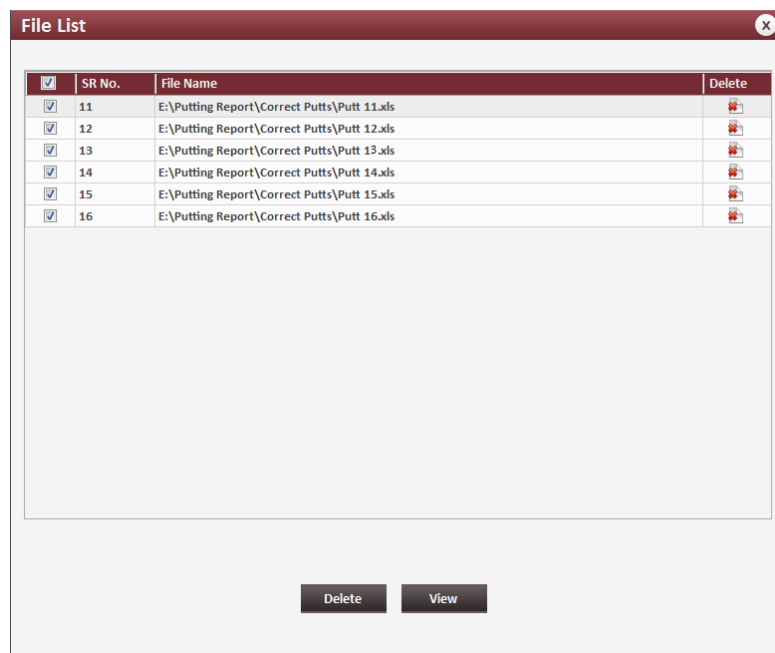 File List
SR No. File Name Delete
11 E:\Putting Report\Correct Putts\Putt 11.xls
12 E:\Putting Report\Correct Putts\Putt 12.xls
13 E:\Putting Report\Correct Putts\Putt 13.xls
14 E:\Putting Report\Correct Putts\Putt 14.xls
15 E:\Putting Report\Correct Putts\Putt 15.xls
16 E:\Putting Report\Correct Putts\Putt 16.xls
Delete View